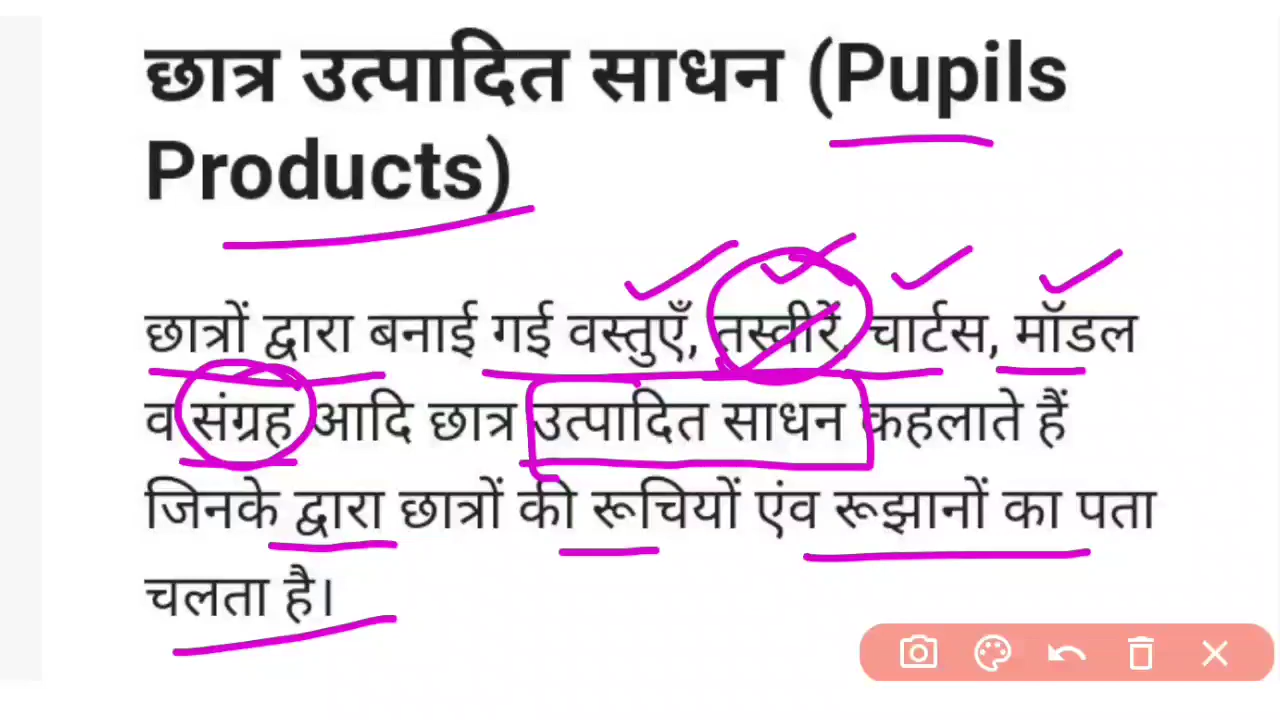 छात्र उत्पादित साधन (Pupils
Products)
छात्रों द्वारा बनाई गई वस्तुएँ, तस्वीरें, चार्टस, मॉडल
व संग्रह आदि छात्र उत्पादित साधन कहलाते हैं
जिनके द्वारा छात्रों की रूचियों एंव रूझानों का पता
चलता है।